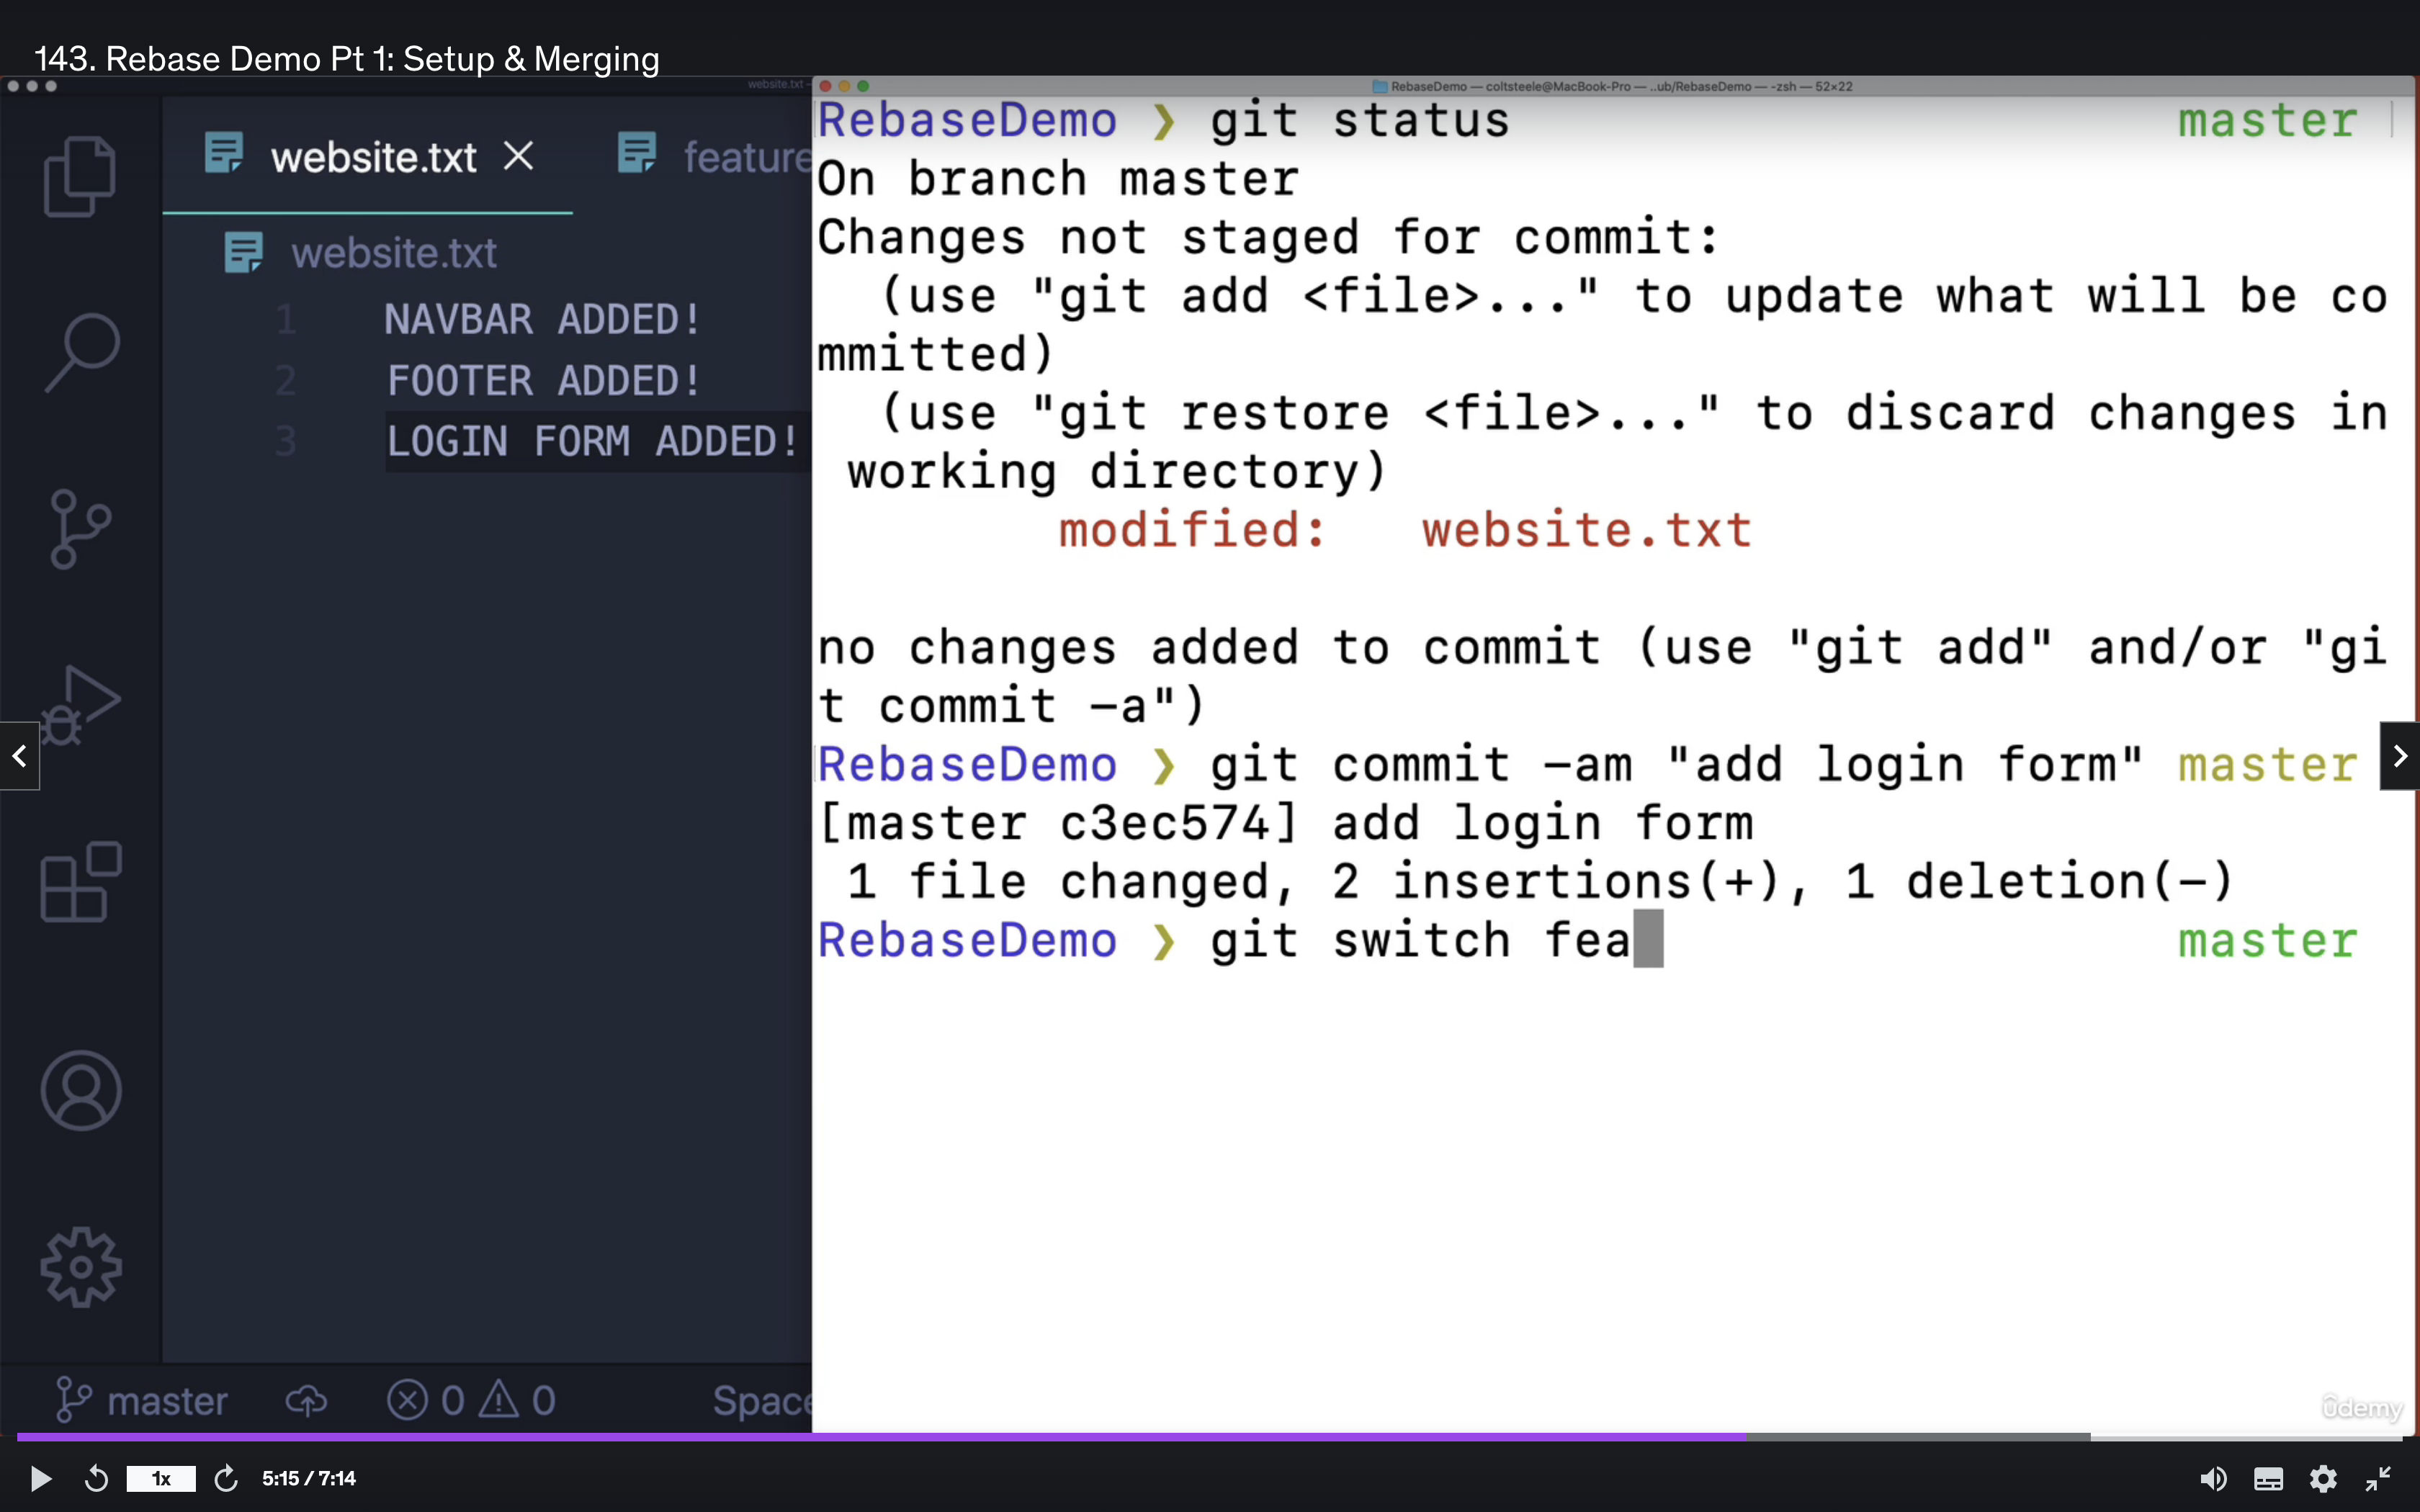 143. Rebase Demo Pt 1: Setup & Merging
website.txt —
RebaseDemo — coltsteele@MacBook-Pro — ..ub/RebaseDemo — -zsh — 52×22
website.txt
feature
website.txt
1 NAVBAR ADDED!
2 FOOTER ADDED!
3 LOGIN FORM ADDED!
RebaseDemo ❯ git status master
On branch master
Changes not staged for commit:
(use "git add <file>..." to update what will be co
mmitted)
(use "git restore <file>..." to discard changes in
working directory)
modified: website.txt
no changes added to commit (use "git add" and/or "gi
t commit -a")
RebaseDemo ❯ git commit -am "add login form" master
[master c3ec574] add login form
1 file changed, 2 insertions(+), 1 deletion(-)
RebaseDemo ❯ git switch fea master
master 0 0 Space
ûdemy
1x 5:15 / 7:14